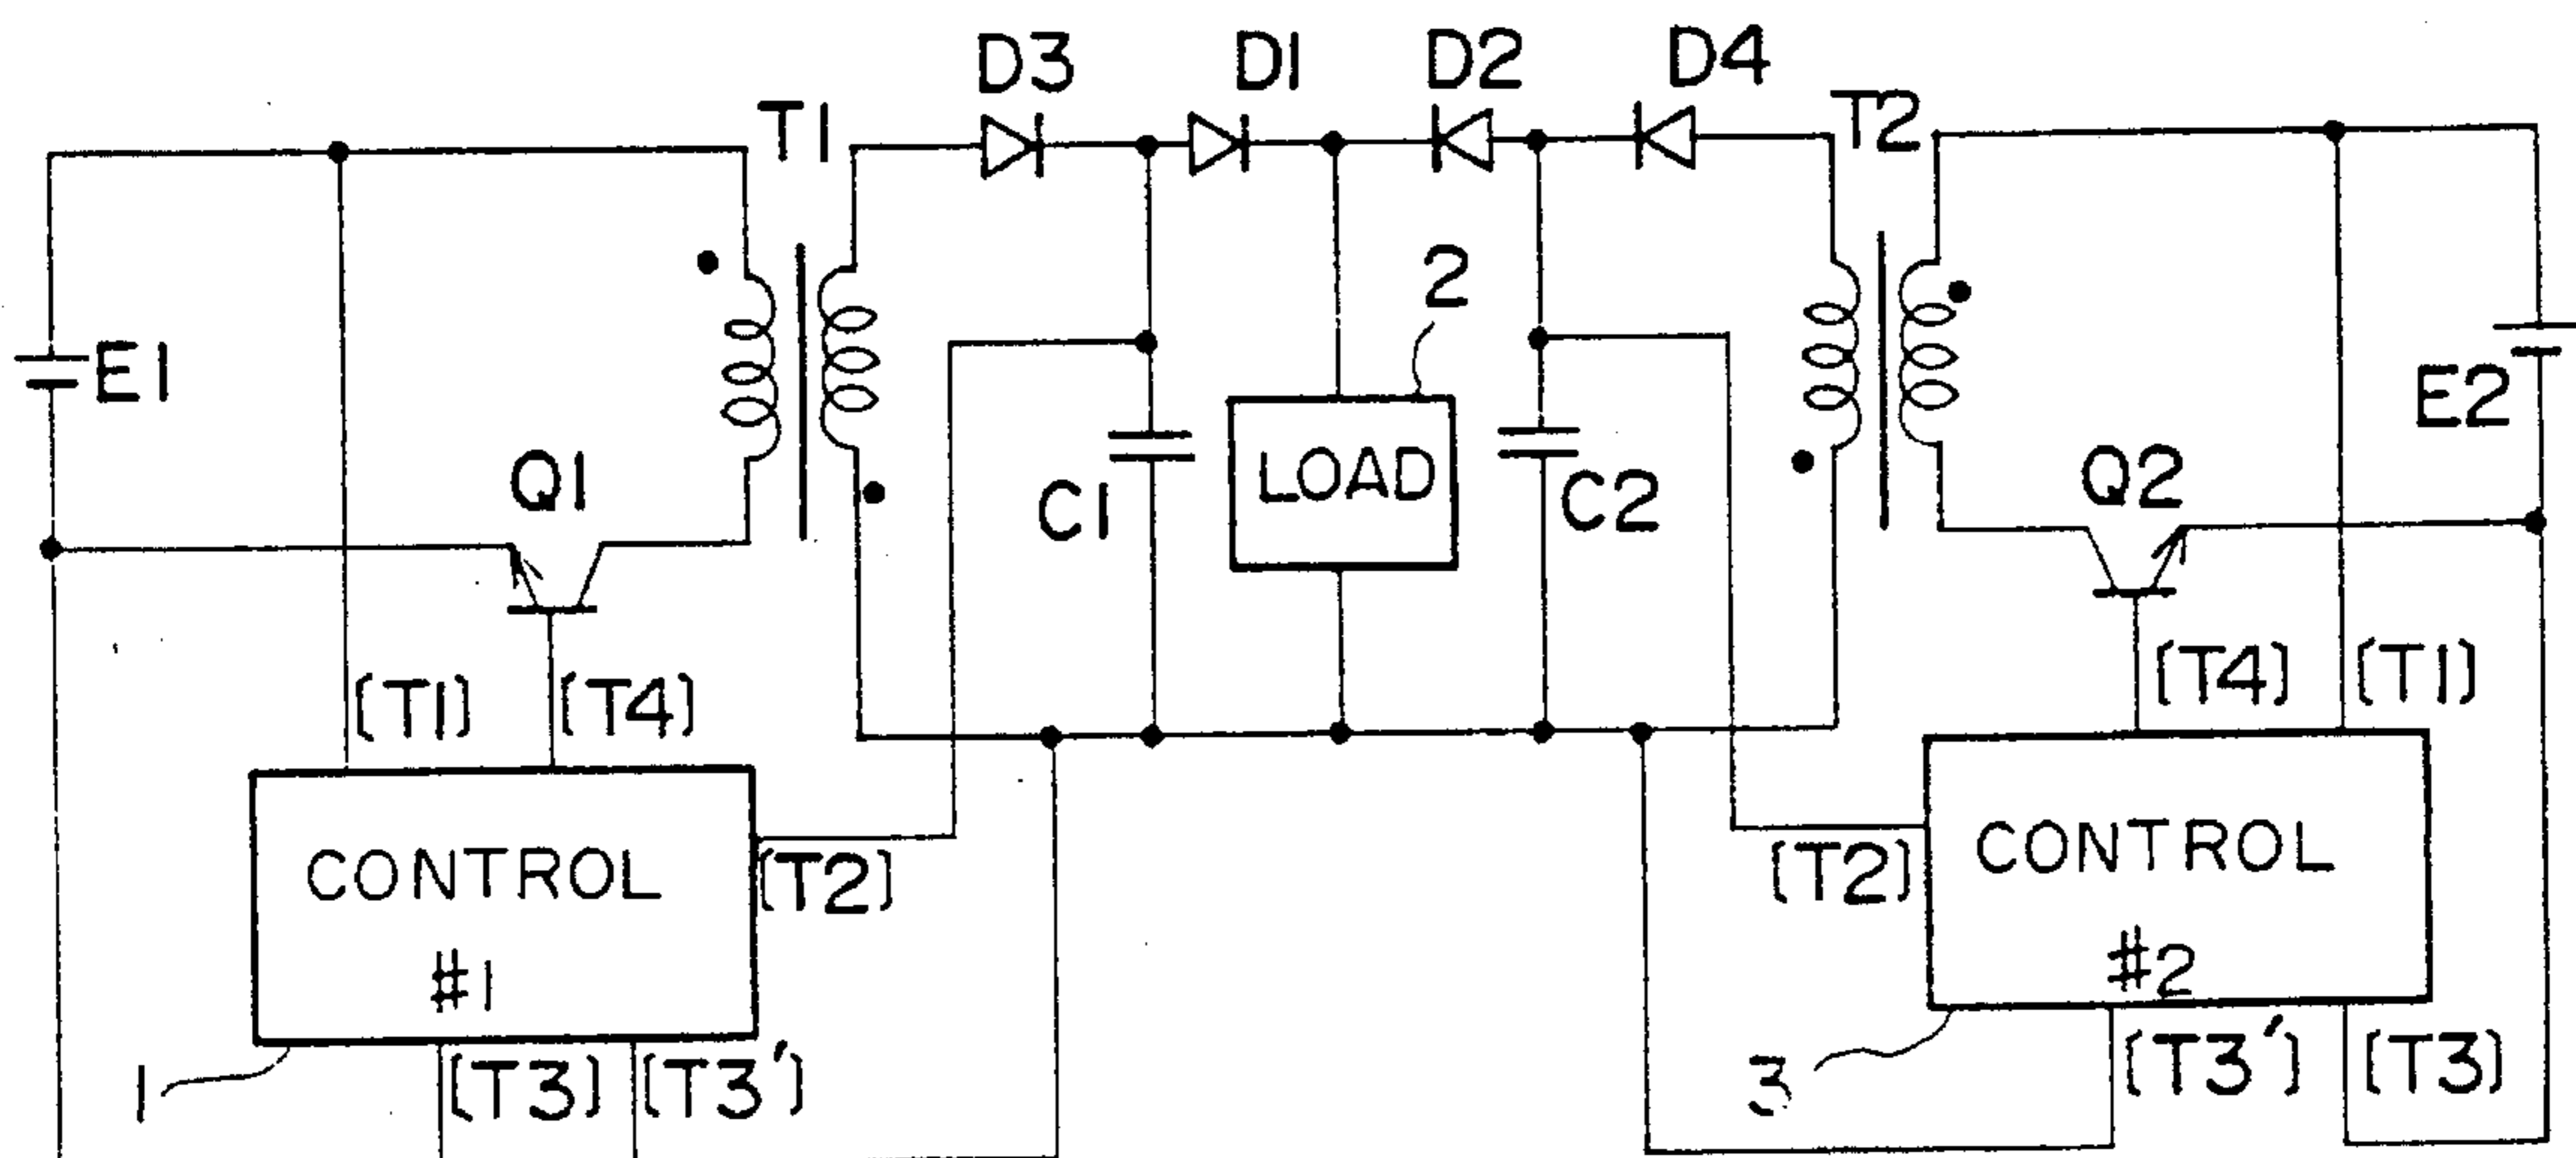 D3 D1 D2 D4
T1 T2
2
E1 E2
Q1 C1 LOAD C2 Q2
[T1] [T4] [T4] [T1]
CONTROL
#1
[T2]
[T2]
CONTROL
#2
1 [T3] [T3']
3 [T3'] [T3]